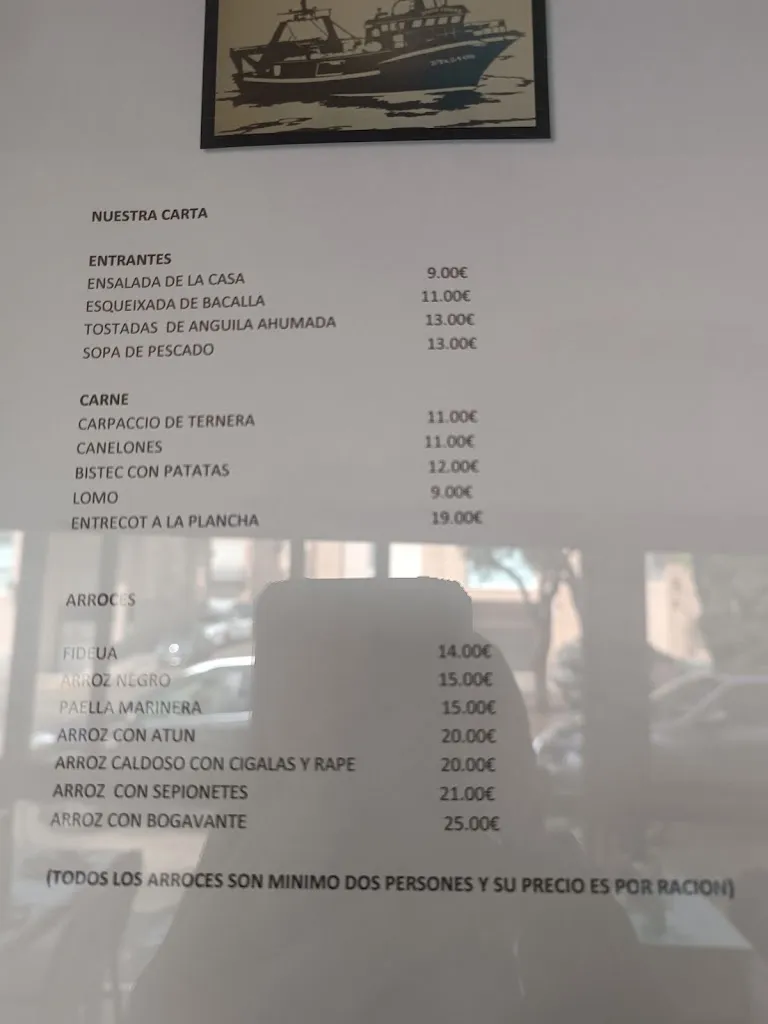 NUESTRA CARTA
ENTRANTES
ENSALADA DE LA CASA 9.00€
ESQUEIXADA DE BACALLA 11.00€
TOSTADAS DE ANGUILA AHUMADA 13.00€
SOPA DE PESCADO 13.00€
CARNE
CARPACCIO DE TERNERA 11.00€
CANELONES 11.00€
BISTEC CON PATATAS 12.00€
LOMO 9.00€
ENTRECOT A LA PLANCHA 19.00€
ARROCES
FIDEUA 14.00€
ARROZ NEGRO 15.00€
PAELLA MARINERA 15.00€
ARROZ CON ATUN 20.00€
ARROZ CALDOSO CON CIGALAS Y RAPE 20.00€
ARROZ CON SEPIONETES 21.00€
ARROZ CON BOGAVANTE 25.00€
(TODOS LOS ARROCES SON MINIMO DOS PERSONES Y SU PRECIO ES POR RACION)